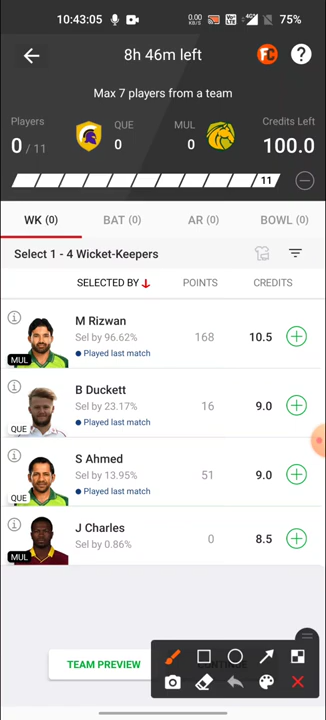 10:43:05
0.00
KB/S
75%
8h 46m left
FC
?
Max 7 players from a team
Players
QUE
MUL
Credits Left
0 / 11
0
0
100.0
11
WK (0)
BAT (0)
AR (0)
BOWL (0)
Select 1 - 4 Wicket-Keepers
SELECTED BY
POINTS
CREDITS
M Rizwan
Sel by 96.62%
168
10.5
Played last match
MUL
B Duckett
Sel by 23.17%
16
9.0
Played last match
QUE
S Ahmed
Sel by 13.95%
51
9.0
Played last match
QUE
J Charles
Sel by 0.86%
0
8.5
MUL
TEAM PREVIEW